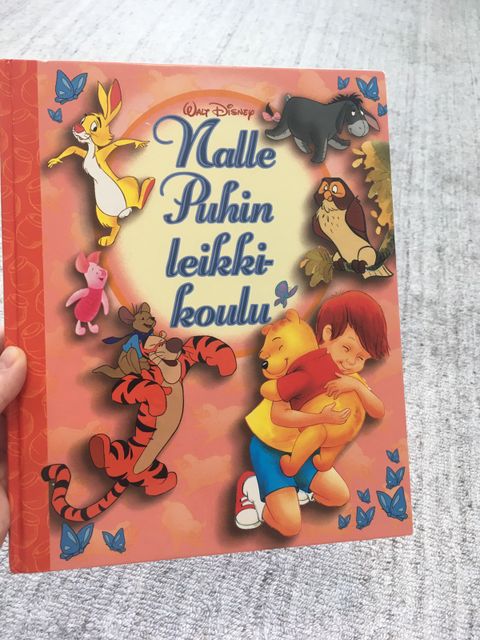 WALT DISNEY
Nalle
Puhin
leikki-
koulu